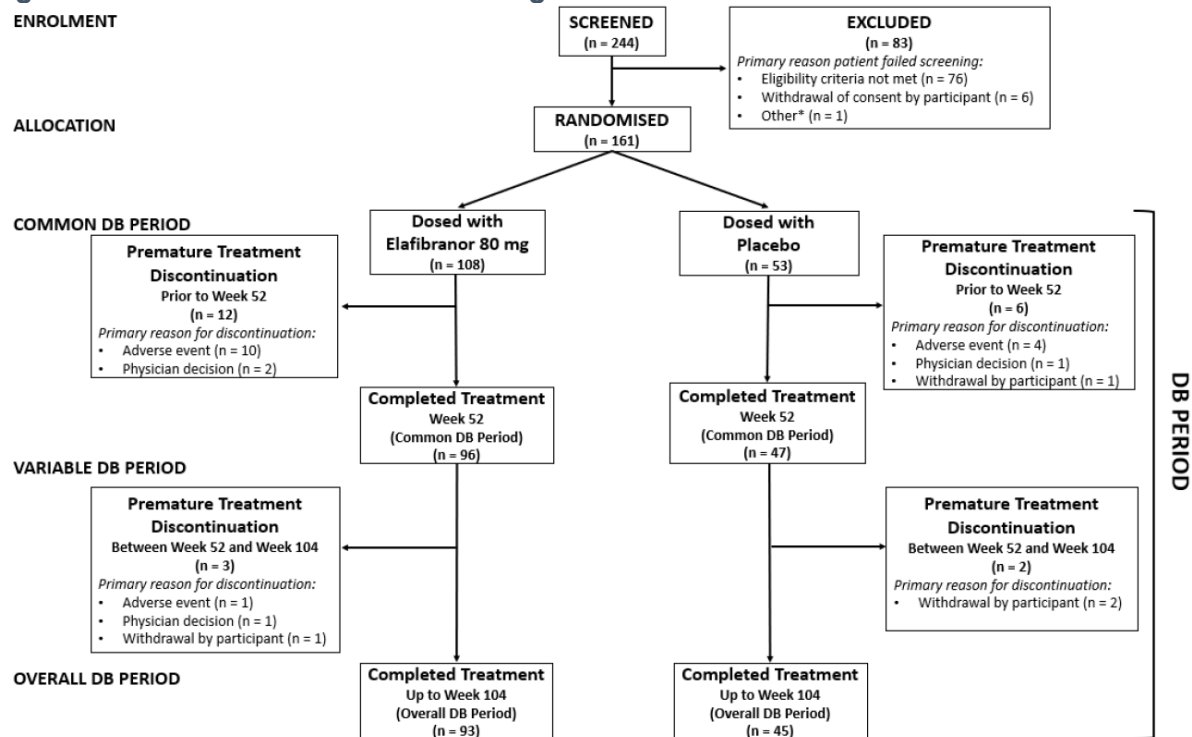 ENROLMENT
SCREENED
(n = 244)
EXCLUDED
(n = 83)
Primary reason patient failed screening:
• Eligibility criteria not met (n = 76)
• Withdrawal of consent by participant (n = 6)
• Other* (n = 1)
ALLOCATION
RANDOMISED
(n = 161)
COMMON DB PERIOD
Dosed with
Elafibranor 80 mg
(n = 108)
Dosed with
Placebo
(n = 53)
Premature Treatment
Discontinuation
Prior to Week 52
(n = 12)
Primary reason for discontinuation:
• Adverse event (n = 10)
• Physician decision (n = 2)
Premature Treatment
Discontinuation
Prior to Week 52
(n = 6)
Primary reason for discontinuation:
• Adverse event (n = 4)
• Physician decision (n = 1)
• Withdrawal by participant (n = 1)
Completed Treatment
Week 52
(Common DB Period)
(n = 96)
Completed Treatment
Week 52
(Common DB Period)
(n = 47)
DB PERIOD
VARIABLE DB PERIOD
Premature Treatment
Discontinuation
Between Week 52 and Week 104
(n = 3)
Primary reason for discontinuation:
• Adverse event (n = 1)
• Physician decision (n = 1)
• Withdrawal by participant (n = 1)
Premature Treatment
Discontinuation
Between Week 52 and Week 104
(n = 2)
Primary reason for discontinuation:
• Withdrawal by participant (n = 2)
OVERALL DB PERIOD
Completed Treatment
Up to Week 104
(Overall DB Period)
(n = 93)
Completed Treatment
Up to Week 104
(Overall DB Period)
(n = 45)